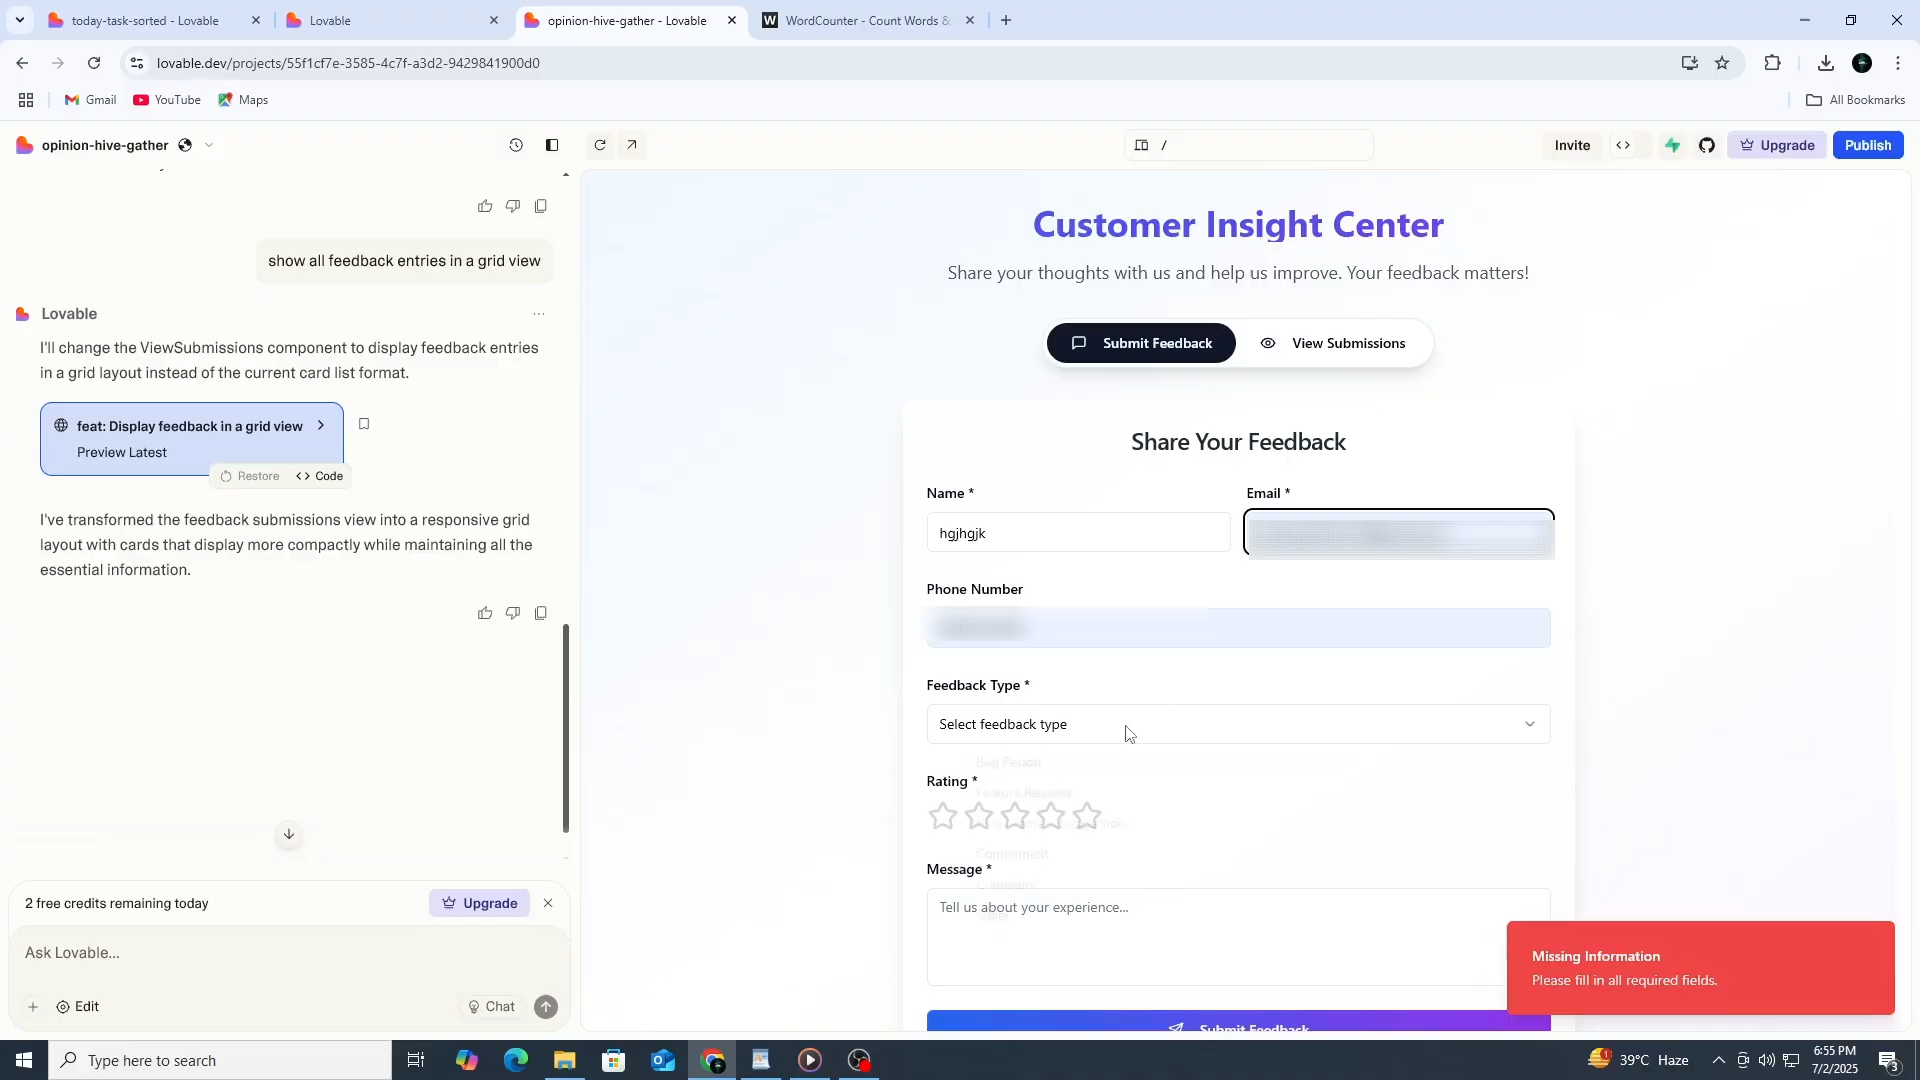 today-task-sorted - Lovable
Lovable
opinion-hive-gather - Lovable
WordCounter - Count Words &
lovable.dev/projects/55f1cf7e-3585-4c7f-a3d2-9429841900d0
Gmail
YouTube
Maps
All Bookmarks
opinion-hive-gather
/
Invite
Upgrade
Publish
show all feedback entries in a grid view
Lovable
I'll change the ViewSubmissions component to display feedback entries
in a grid layout instead of the current card list format.
feat: Display feedback in a grid view
Preview Latest
Restore
Code
I've transformed the feedback submissions view into a responsive grid
layout with cards that display more compactly while maintaining all the
essential information.
2 free credits remaining today
Upgrade
Ask Lovable...
Edit
Chat
Customer Insight Center
Share your thoughts with us and help us improve. Your feedback matters!
Submit Feedback
View Submissions
Share Your Feedback
Name *
Email *
hgjhgjk
Phone Number
Feedback Type *
Select feedback type
Bug Report
Rating *
Feature Request
Comment
Message *
Tell us about your experience...
Submit Feedback
Missing Information
Please fill in all required fields.
Type here to search
39°C Haze
6:55 PM
7/2/2025
3